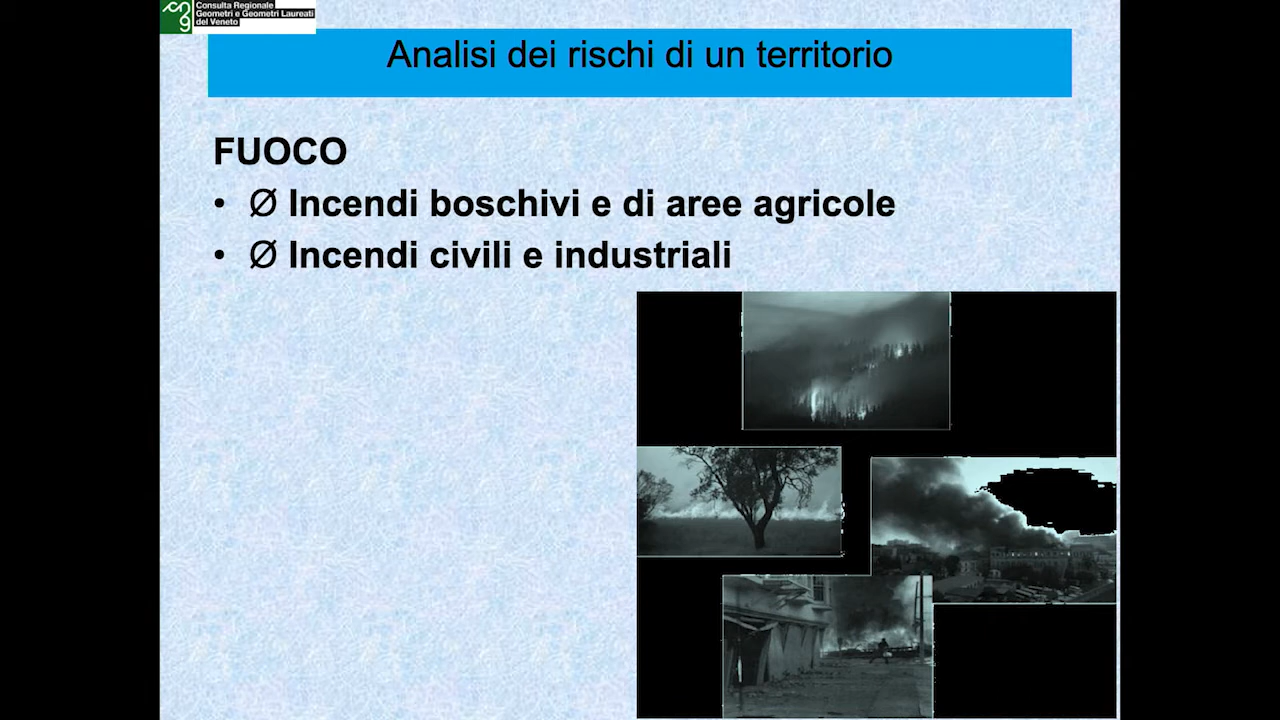 Consulta Regionale
Geometri e Geometri Laureati
del Veneto
Analisi dei rischi di un territorio
FUOCO
• Ø Incendi boschivi e di aree agricole
• Ø Incendi civili e industriali